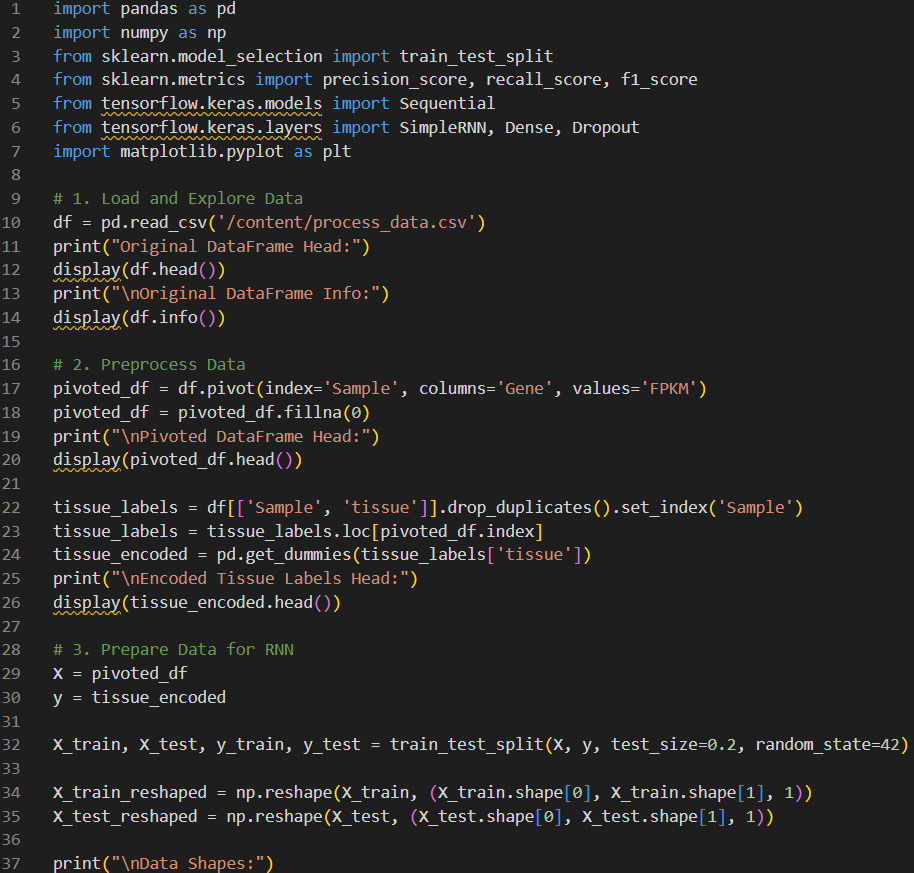 1 import pandas as pd
2 import numpy as np
3 from sklearn.model_selection import train_test_split
4 from sklearn.metrics import precision_score, recall_score, f1_score
5 from tensorflow.keras.models import Sequential
6 from tensorflow.keras.layers import SimpleRNN, Dense, Dropout
7 import matplotlib.pyplot as plt
8
9 # 1. Load and Explore Data
10 df = pd.read_csv('/content/process_data.csv')
11 print("Original DataFrame Head:")
12 display(df.head())
13 print("\nOriginal DataFrame Info:")
14 display(df.info())
15
16 # 2. Preprocess Data
17 pivoted_df = df.pivot(index='Sample', columns='Gene', values='FPKM')
18 pivoted_df = pivoted_df.fillna(0)
19 print("\nPivoted DataFrame Head:")
20 display(pivoted_df.head())
21
22 tissue_labels = df[['Sample', 'tissue']].drop_duplicates().set_index('Sample')
23 tissue_labels = tissue_labels.loc[pivoted_df.index]
24 tissue_encoded = pd.get_dummies(tissue_labels['tissue'])
25 print("\nEncoded Tissue Labels Head:")
26 display(tissue_encoded.head())
27
28 # 3. Prepare Data for RNN
29 X = pivoted_df
30 y = tissue_encoded
31
32 X_train, X_test, y_train, y_test = train_test_split(X, y, test_size=0.2, random_state=42)
33
34 X_train_reshaped = np.reshape(X_train, (X_train.shape[0], X_train.shape[1], 1))
35 X_test_reshaped = np.reshape(X_test, (X_test.shape[0], X_test.shape[1], 1))
36
37 print("\nData Shapes:")